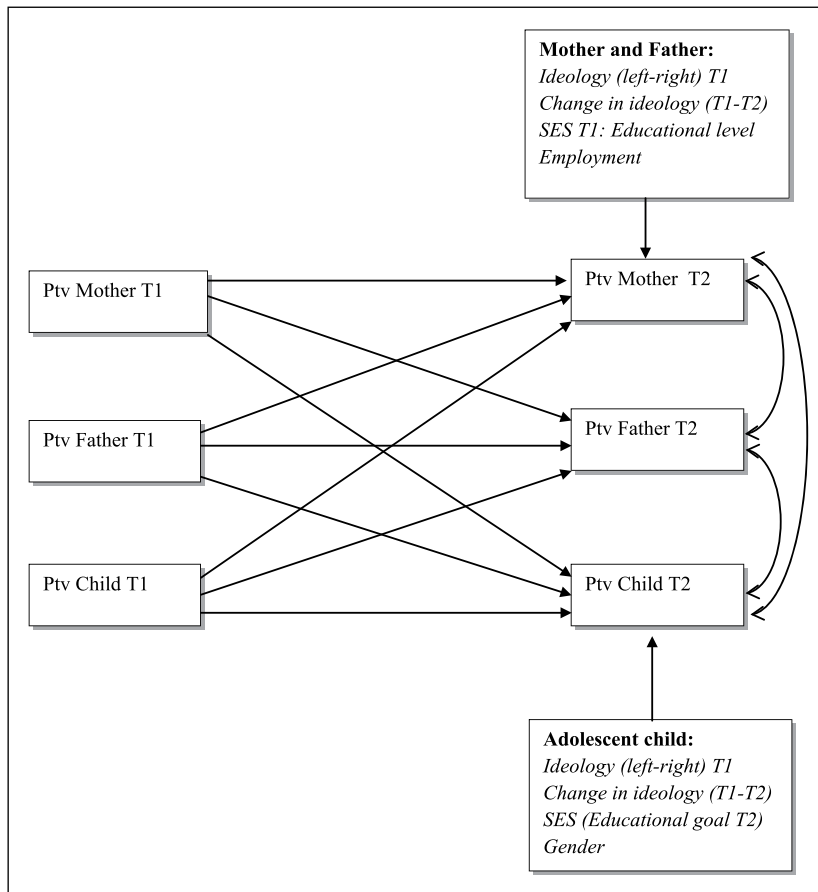 Mother and Father:
Ideology (left-right) T1
Change in ideology (T1-T2)
SES T1: Educational level
Employment
Ptv Mother T1
Ptv Mother T2
Ptv Father T1
Ptv Father T2
Ptv Child T1
Ptv Child T2
Adolescent child:
Ideology (left-right) T1
Change in ideology (T1-T2)
SES (Educational goal T2)
Gender